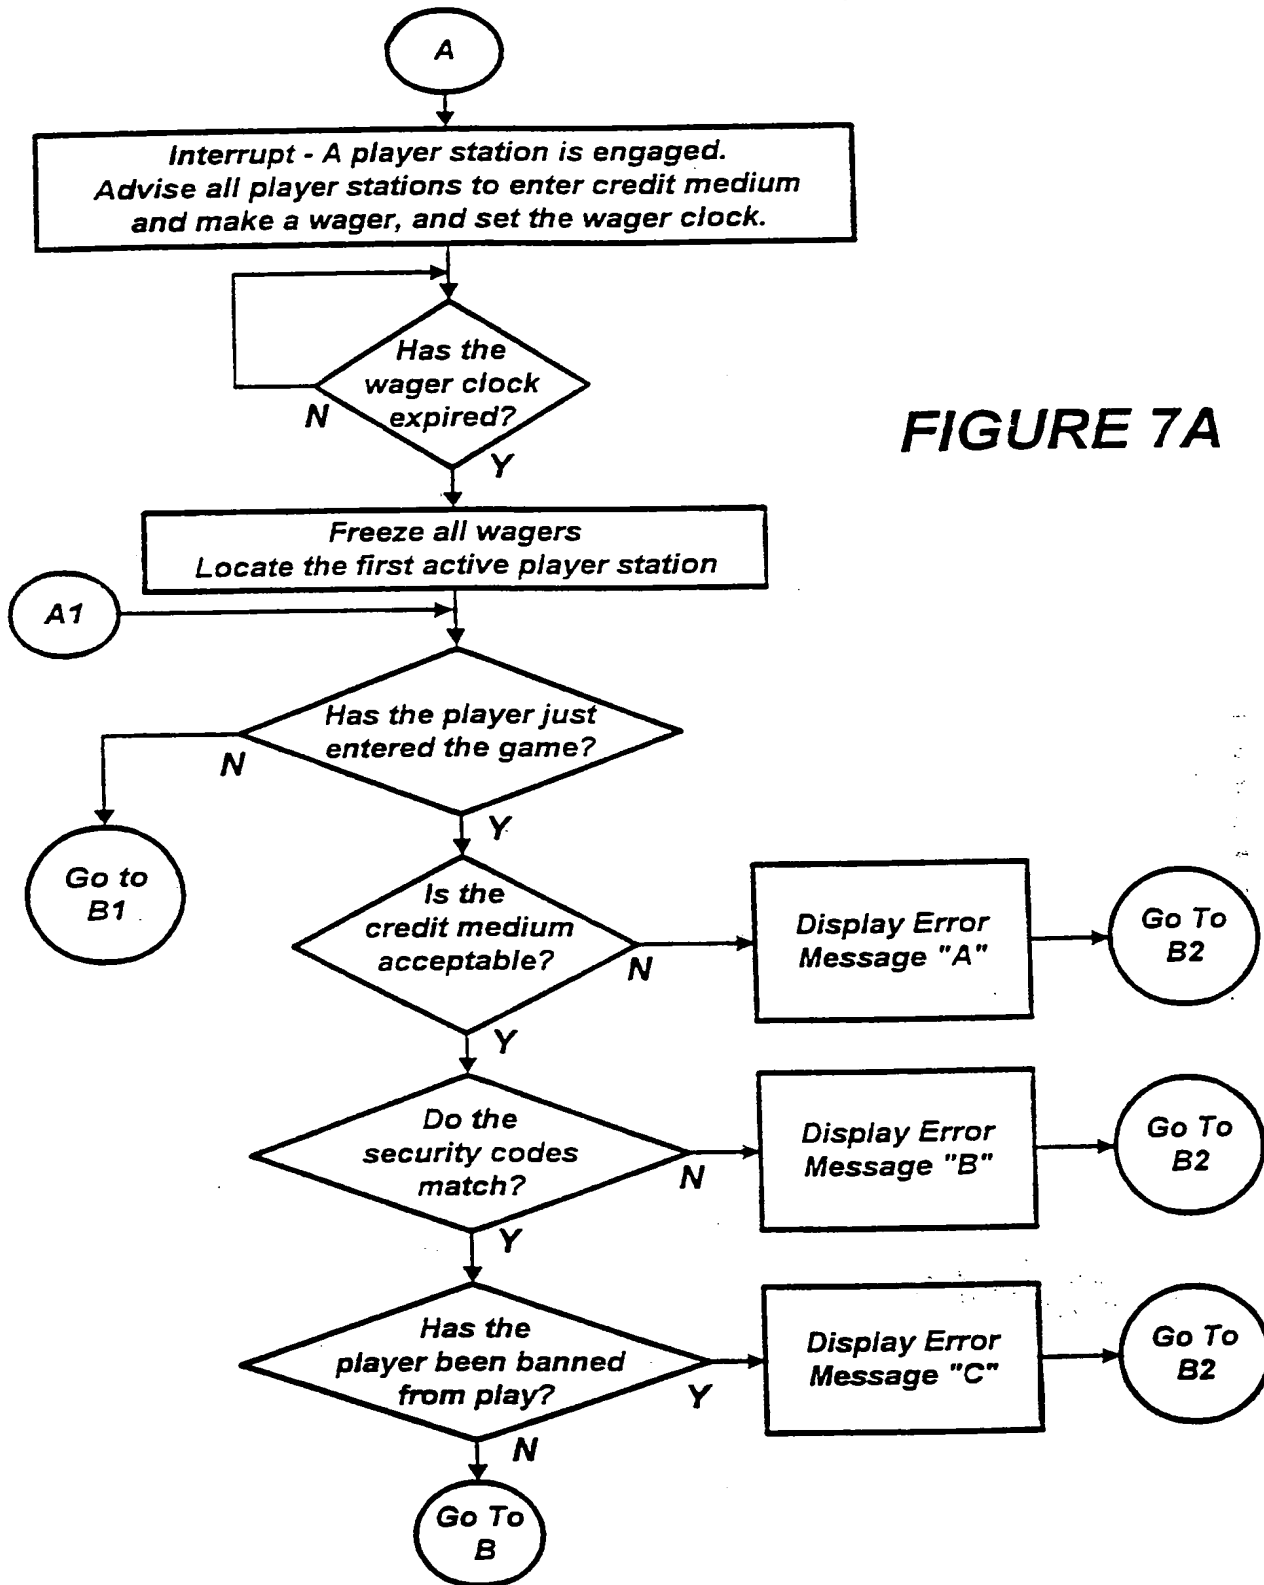 A
Interrupt - A player station is engaged.
Advise all player stations to enter credit medium
and make a wager, and set the wager clock.
Has the
wager clock
expired?
N
Y
FIGURE 7A
Freeze all wagers
Locate the first active player station
A1
Has the player just
entered the game?
N
Y
Go to
B1
Is the
credit medium
acceptable?
N
Y
Display Error
Message "A"
Go To
B2
Do the
security codes
match?
N
Y
Display Error
Message "B"
Go To
B2
Has the
player been banned
from play?
Y
N
Display Error
Message "C"
Go To
B2
Go To
B